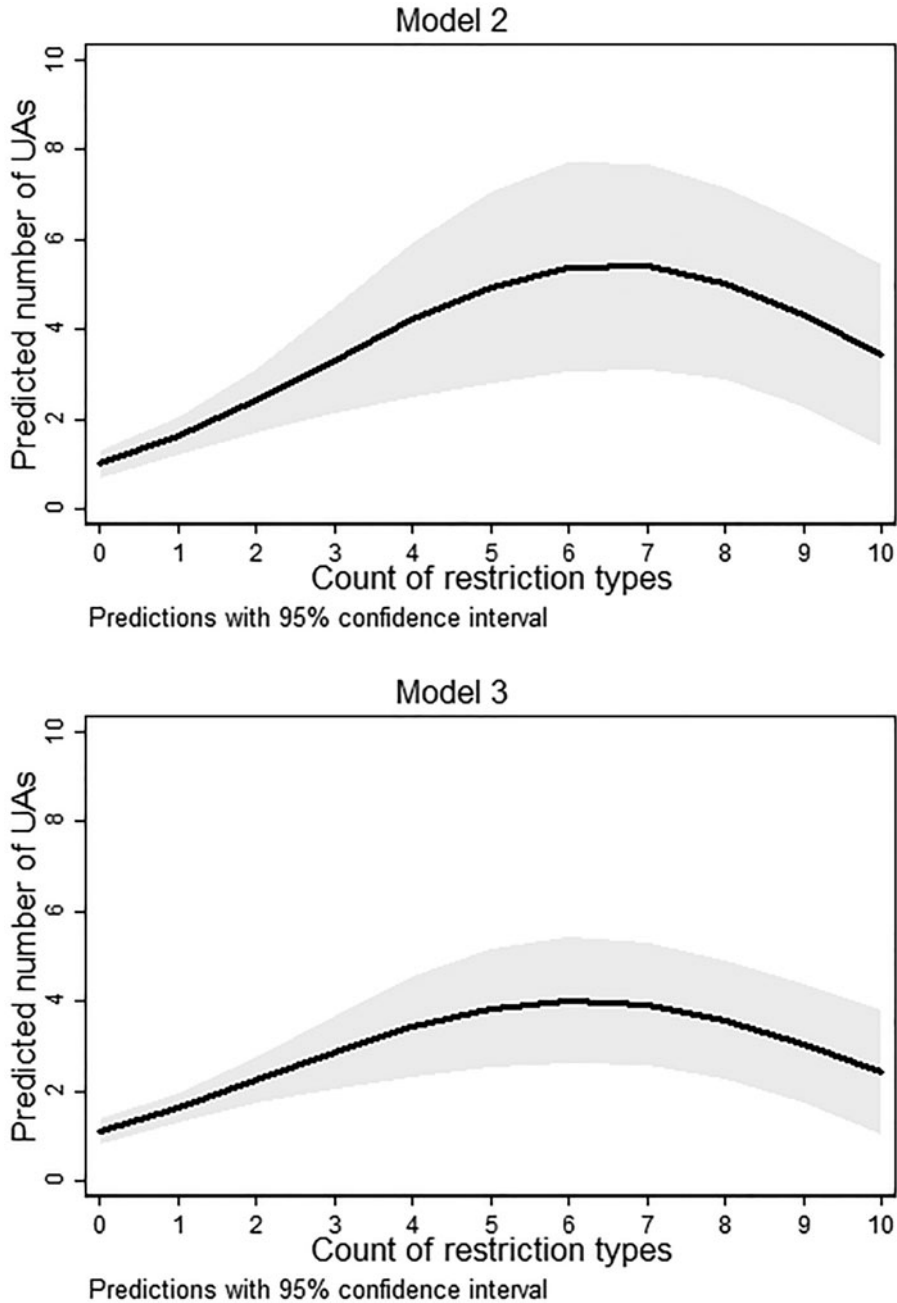 Model 2
Predicted number of UAs
10
8
6
4
2
0
0 1 2 3 4 5 6 7 8 9 10
Count of restriction types
Predictions with 95% confidence interval
Model 3
Predicted number of UAs
10
8
6
4
2
0
0 1 2 3 4 5 6 7 8 9 10
Count of restriction types
Predictions with 95% confidence interval